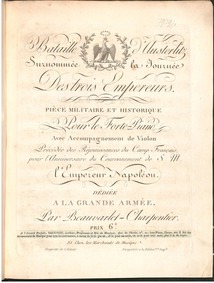 Bataille d'Austerlitz
Surnommée la Journée
Des trois Empereurs,
PIÈCE MILITAIRE ET HISTORIQUE
Pour le Forte Piano,
Avec Accompagnement de Violon
Précédée des Réjouissances du Camp Français,
pour l'Anniversaire du Couronnement de S. M.
l'Empereur Napoléon,
DÉDIÉE
A LA GRANDE ARMÉE,
Par Beauvarlet-Charpentier.
PRIX 6.
Et Chez les Marchands de Musique